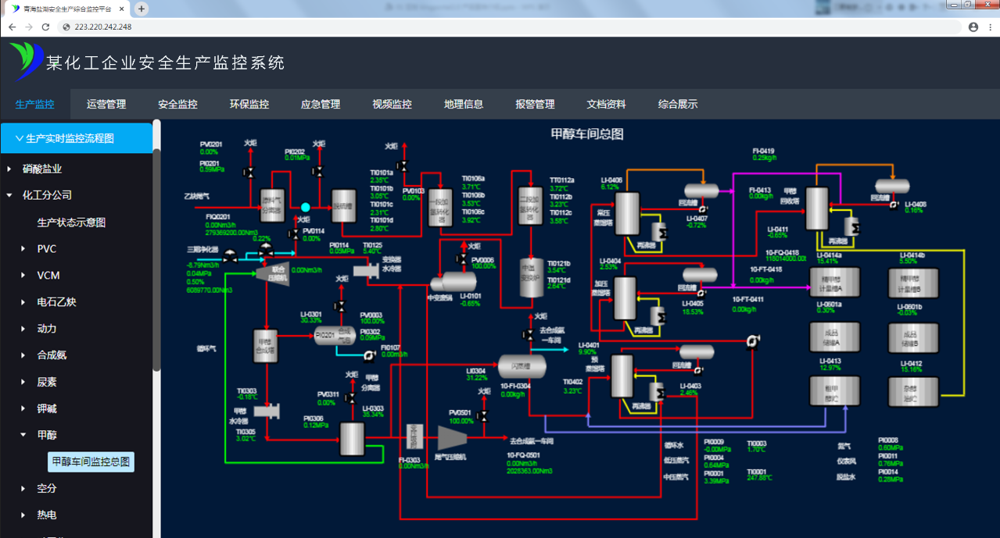 青海盐湖安全生产综合监控平台
223.220.242.248
某化工企业安全生产监控系统
生产监控
运营管理
安全监控
环保监控
应急管理
视频监控
地理信息
报警管理
文档资料
综合展示
生产实时监控流程图
硝酸盐业
化工分公司
生产状态示意图
PVC
VCM
电石乙炔
动力
合成氨
尿素
钾碱
甲醇
甲醇车间监控总图
空分
热电
甲醇车间总图
PV0201
0.00%
PI0201
0.59MPa
火炬
PI0202
0.01MPa
火炬
火炬
乙炔尾气
原料气
分离器
脱硫槽
FIQ0201
0.00Nm3/h
279369200.00Nm3
火炬
PV0114
0.00%
TI0101a
2.35℃
TI0101b
3.05℃
TI0101c
2.31℃
TI0101d
2.80℃
PV0103
0.00%
一段加
氢转化
器
TI0106a
3.71℃
TI0106b
3.53℃
TI0106c
3.92℃
二段加
氢转化
器
TT0112a
3.72℃
TI0112b
3.23℃
TI0112c
3.58℃
三期净化器
-8.79Nm3/h
0.04MPa
0.50%
6089770.00Nm3
0.22%
联合
压缩机
0.00Nm3/h
PI0114
0.09MPa
TI0125
5.40℃
变换器
水冷器
火炬
PV0006
100.00%
中变废锅
LI-0101
-0.65%
中温
变换炉
TI0121b
3.54℃
TI0121d
2.64℃
火炬
PV0003
100.00%
LI-0301
30.33%
PI0201
合成
气泡
PI0302
0.09MPa
FI0107
0.00m3/h
循环气
甲醇
合成塔
TI0303
-0.18℃
甲醇
水冷器
TI0305
3.02℃
火炬
甲醇
分离器
PV0311
0.00%
LI-0303
35.34%
PI0306
0.12MPa
FI-0303
0.00Nm3/h
尾气压缩机
火炬
PV0501
100.00%
去合成氨一车间
10-FQ-0501
0.00Nm3/h
2028363.00Nm3
火炬
去合成氨
一车间
闪蒸槽
LI0304
31.22%
10-FI-0304
0.00kg/h
LI-0401
9.90%
预
蒸馏塔
TI0402
3.23℃
回流槽
LI-0403
2.46%
再沸器
LI-0406
6.12%
常压
蒸馏塔
回流槽
LI-0407
-0.72%
再沸器
LI-0404
2.53%
加压
蒸馏塔
回流槽
LI-0405
18.53%
再沸器
FI-0419
0.25kg/h
FI-0413
0.00kg/h
甲醇
回收塔
回流槽
LI-0408
0.16%
LI-0411
-0.65%
再沸器
10-FQ-0418
118014000.00t
10-FT-0418
0.00kg/h
10-FT-0411
0.00kg/h
LI-0414a
15.41%
LI-0414b
5.50%
精甲醇
计量槽A
精甲醇
计量槽B
LI-0601a
0.30%
LI-0601b
-0.03%
成品
储罐A
成品
储罐B
LI-0413
12.97%
LI-0412
15.16%
粗甲
醇贮
杂醇
油贮
循环水
PI0009
-0.00MPa
TI0003
1.70℃
低压蒸汽
PI0004
0.64MPa
中压蒸汽
PI0001
3.39MPa
TI0001
247.88℃
氮气
PI0008
0.60MPa
仪表风
PI0011
0.76MPa
脱盐水
PI0014
0.28MPa